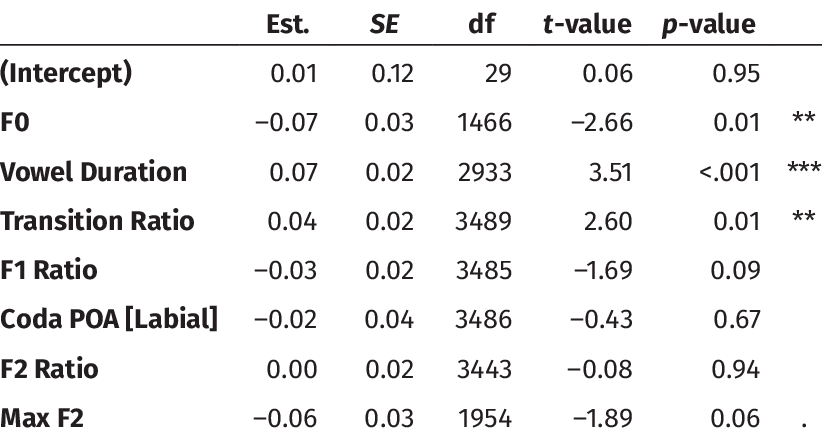 Est. SE df t-value p-value
(Intercept) 0.01 0.12 29 0.06 0.95
F0 −0.07 0.03 1466 −2.66 0.01 **
Vowel Duration 0.07 0.02 2933 3.51 <.001 ***
Transition Ratio 0.04 0.02 3489 2.60 0.01 **
F1 Ratio −0.03 0.02 3485 −1.69 0.09
Coda POA [Labial] −0.02 0.04 3486 −0.43 0.67
F2 Ratio 0.00 0.02 3443 −0.08 0.94
Max F2 −0.06 0.03 1954 −1.89 0.06 .